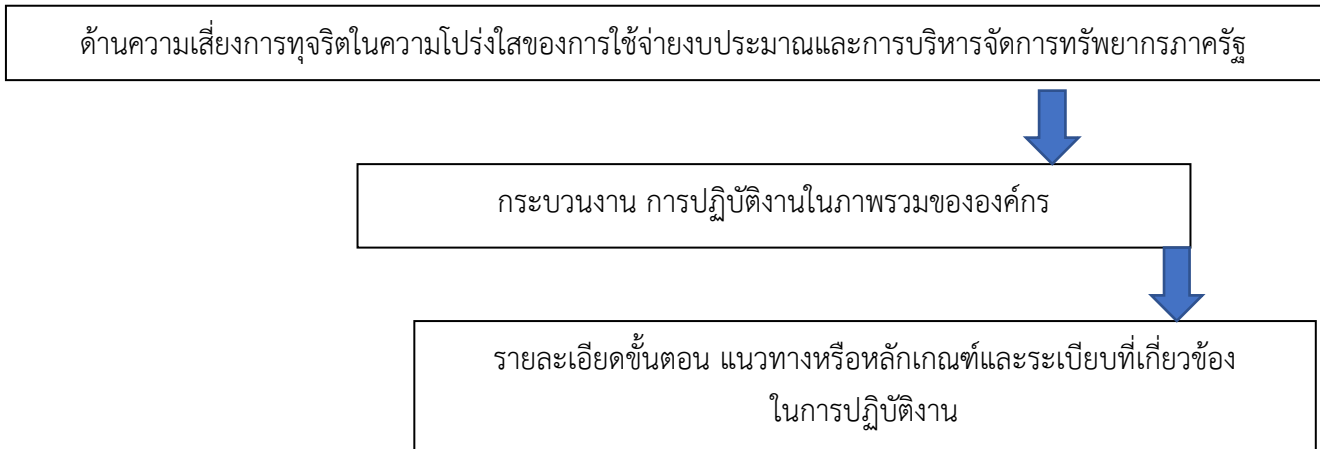 ด้านความเสี่ยงการทุจริตในความโปร่งใสของการใช้จ่ายงบประมาณและการบริหารจัดการทรัพยากรภาครัฐ
กระบวนงาน การปฏิบัติงานในภาพรวมขององค์กร
รายละเอียดขั้นตอน แนวทางหรือหลักเกณฑ์และระเบียบที่เกี่ยวข้อง
ในการปฏิบัติงาน